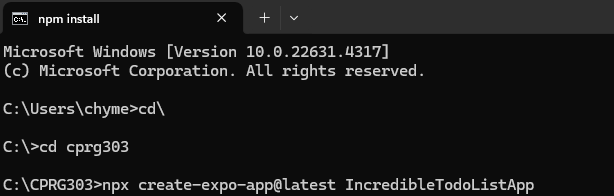 npm install
Microsoft Windows [Version 10.0.22631.4317]
(c) Microsoft Corporation. All rights reserved.
C:\Users\chyme>cd\
C:\>cd cprg303
C:\CPRG303>npx create-expo-app@latest IncredibleTodoListApp